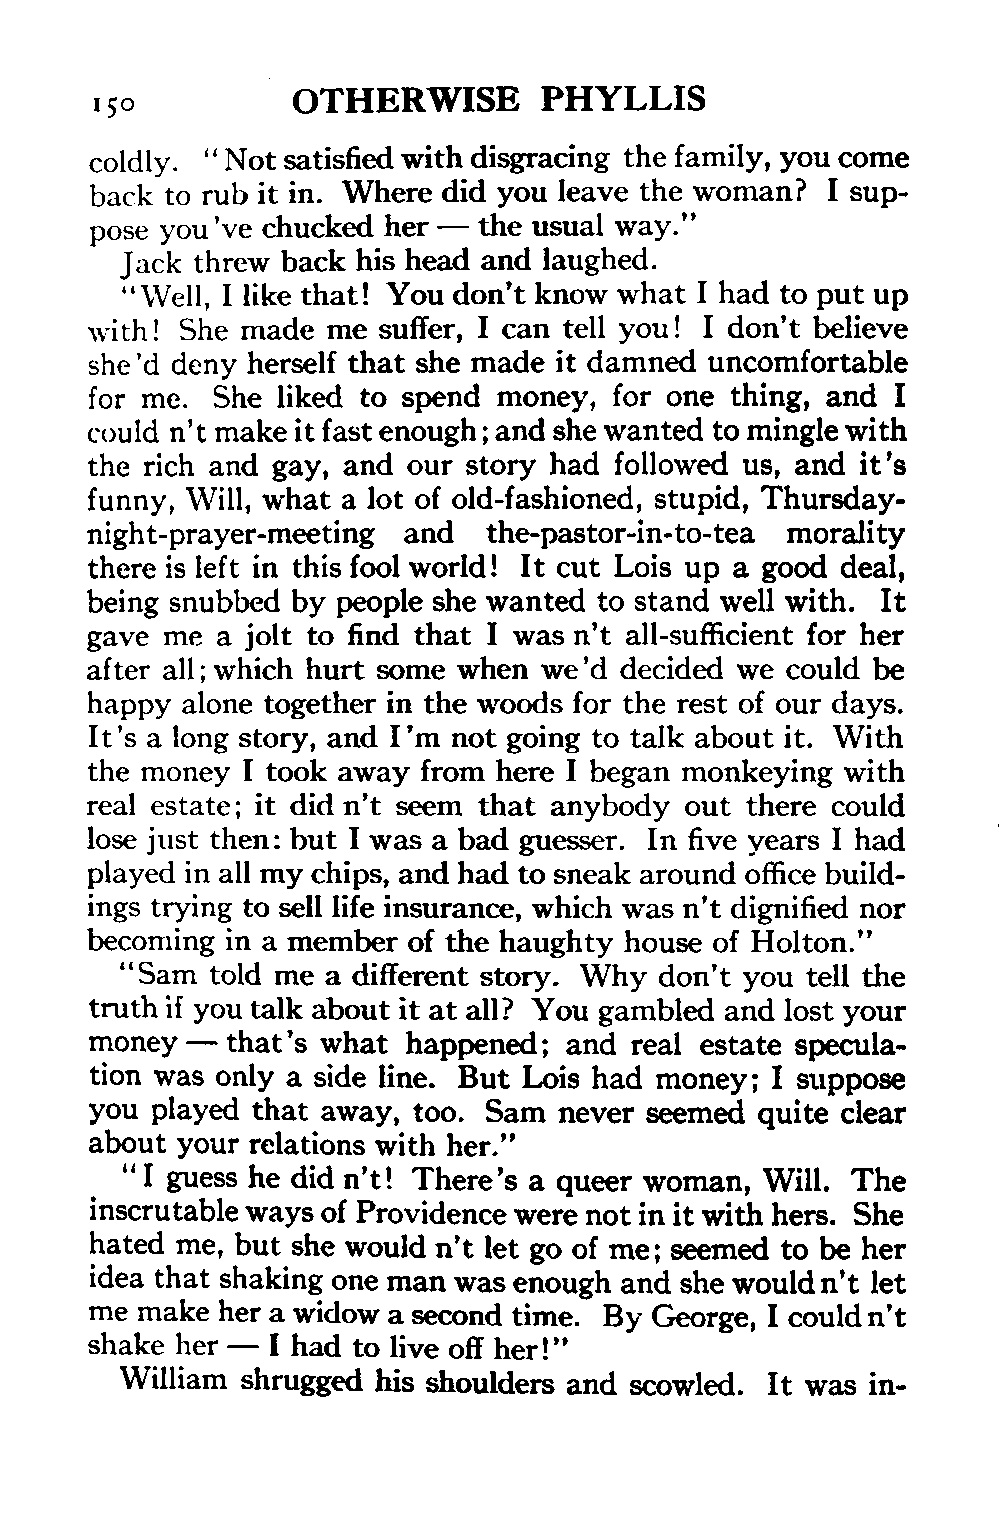 150 OTHERWISE PHYLLIS
coldly. "Not satisfied with disgracing the family, you come
back to rub it in. Where did you leave the woman? I sup-
pose you 've chucked her — the usual way."
Jack threw back his head and laughed.
"Well, I like that! You don't know what I had to put up
with! She made me suffer, I can tell you! I don't believe
she 'd deny herself that she made it damned uncomfortable
for me. She liked to spend money, for one thing, and I
could n't make it fast enough; and she wanted to mingle with
the rich and gay, and our story had followed us, and it 's
funny, Will, what a lot of old-fashioned, stupid, Thursday-
night-prayer-meeting and the-pastor-in-to-tea morality
there is left in this fool world! It cut Lois up a good deal,
being snubbed by people she wanted to stand well with. It
gave me a jolt to find that I was n't all-sufficient for her
after all; which hurt some when we 'd decided we could be
happy alone together in the woods for the rest of our days.
It 's a long story, and I 'm not going to talk about it. With
the money I took away from here I began monkeying with
real estate; it did n't seem that anybody out there could
lose just then: but I was a bad guesser. In five years I had
played in all my chips, and had to sneak around office build-
ings trying to sell life insurance, which was n't dignified nor
becoming in a member of the haughty house of Holton."
"Sam told me a different story. Why don't you tell the
truth if you talk about it at all? You gambled and lost your
money — that 's what happened; and real estate specula-
tion was only a side line. But Lois had money; I suppose
you played that away, too. Sam never seemed quite clear
about your relations with her."
"I guess he did n't! There 's a queer woman, Will. The
inscrutable ways of Providence were not in it with hers. She
hated me, but she would n't let go of me; seemed to be her
idea that shaking one man was enough and she would n't let
me make her a widow a second time. By George, I could n't
shake her — I had to live off her!"
William shrugged his shoulders and scowled. It was in-